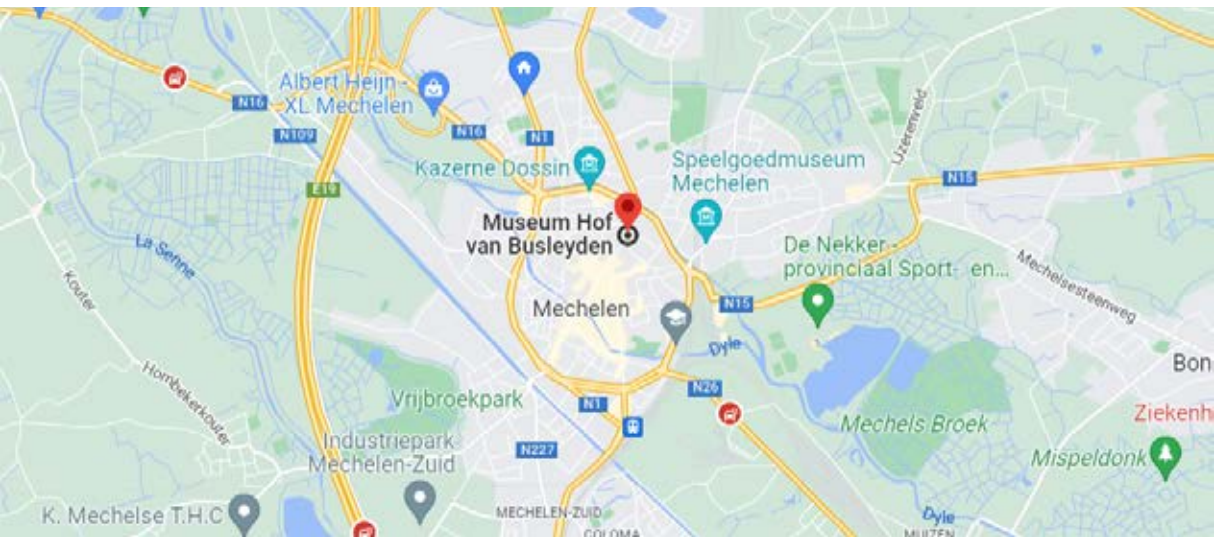 Albert Heijn -
XL Mechelen
N16
N109
N16
N1
IJzerenveld
Kazerne Dossin
Speelgoedmuseum
Mechelen
N15
E19
Museum Hof
van Busleyden
La Senne
De Nekker -
provinciaal Sport- en...
Mechelsesteenweg
Kouter
Mechelen
N15
Dyle
Bon
Hombekerkouter
Vrijbroekpark
N1
N26
Mechels Broek
Ziekenh
Industriepark
Mechelen-Zuid
N227
Mispeldonk
K. Mechelse T.H.C
MECHELEN-ZUID
COLOMA
Dyle
MUIZEN